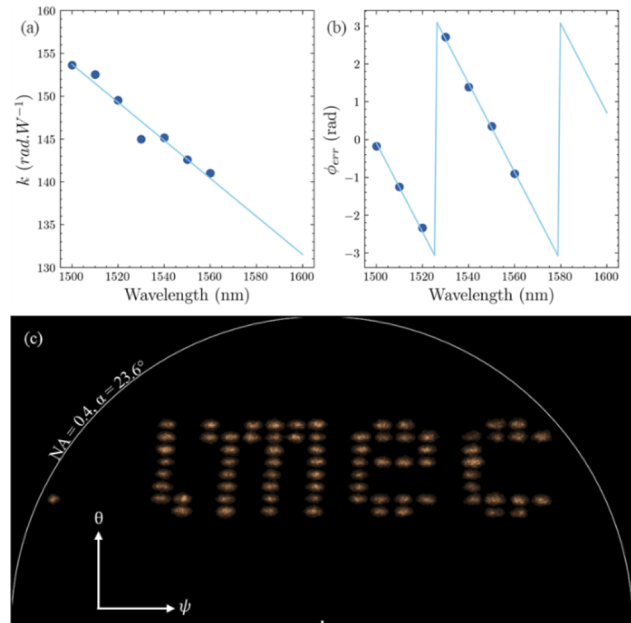 (a)
160
155
150
145
140
135
130
k (rad.W⁻¹)
1500 1520 1540 1560 1580 1600
Wavelength (nm)
(b)
3
2
1
0
−1
−2
−3
ϕ_err (rad)
1500 1520 1540 1560 1580 1600
Wavelength (nm)
(c)
NA = 0.4, α = 23.6°
imec
θ
ψ